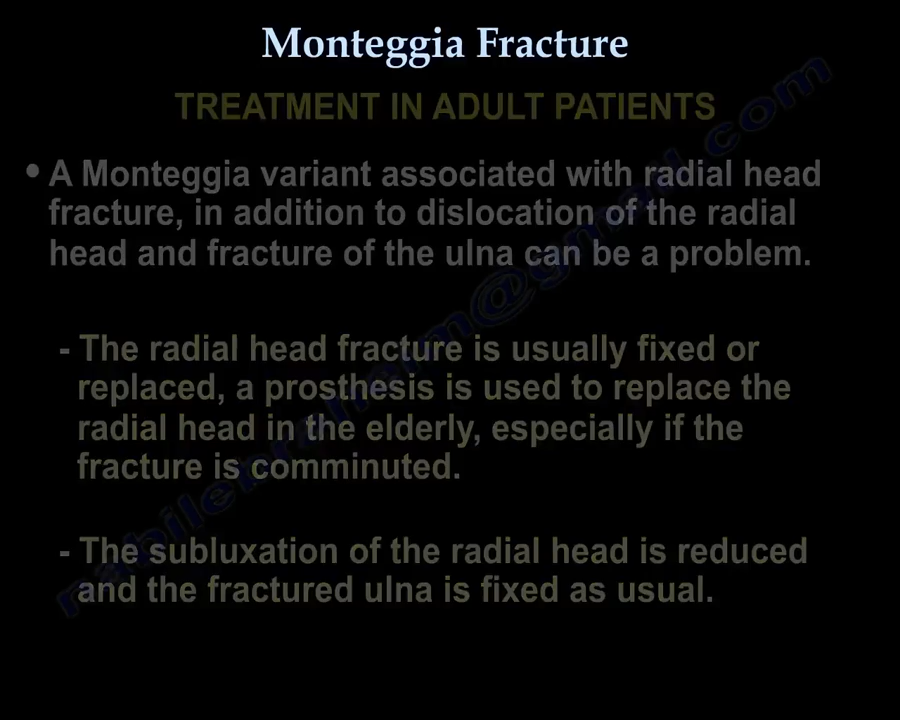 Monteggia Fracture
TREATMENT IN ADULT PATIENTS
• A Monteggia variant associated with radial head
fracture, in addition to dislocation of the radial
head and fracture of the ulna can be a problem.
- The radial head fracture is usually fixed or
replaced, a prosthesis is used to replace the
radial head in the elderly, especially if the
fracture is comminuted.
- The subluxation of the radial head is reduced
and the fractured ulna is fixed as usual.
nabilebraheim@gmail.com